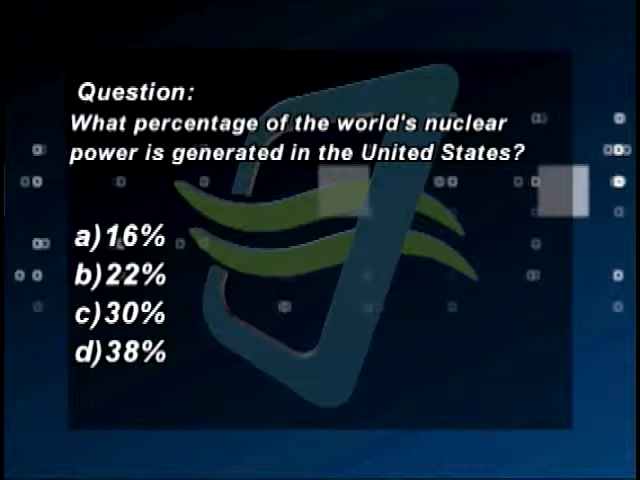 Question:
What percentage of the world's nuclear
power is generated in the United States?
a)16%
b)22%
c)30%
d)38%